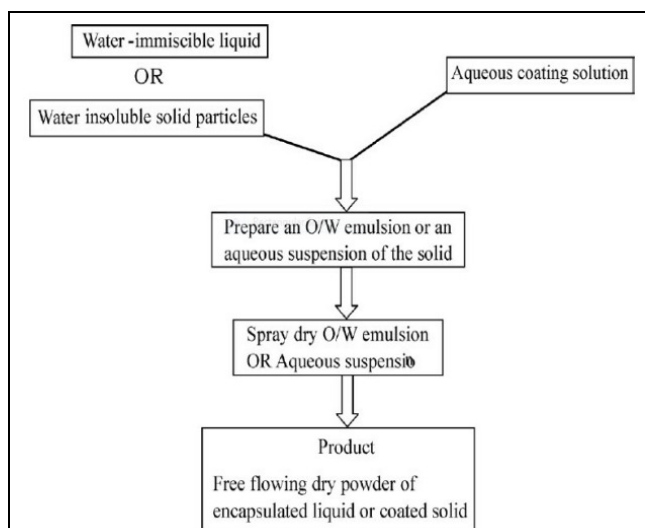 Water -immiscible liquid
OR
Water insoluble solid particles
Aqueous coating solution
Prepare an O/W emulsion or an
aqueous suspension of the solid
Spray dry O/W emulsion
OR Aqueous suspension
Product
Free flowing dry powder of
encapsulated liquid or coated solid